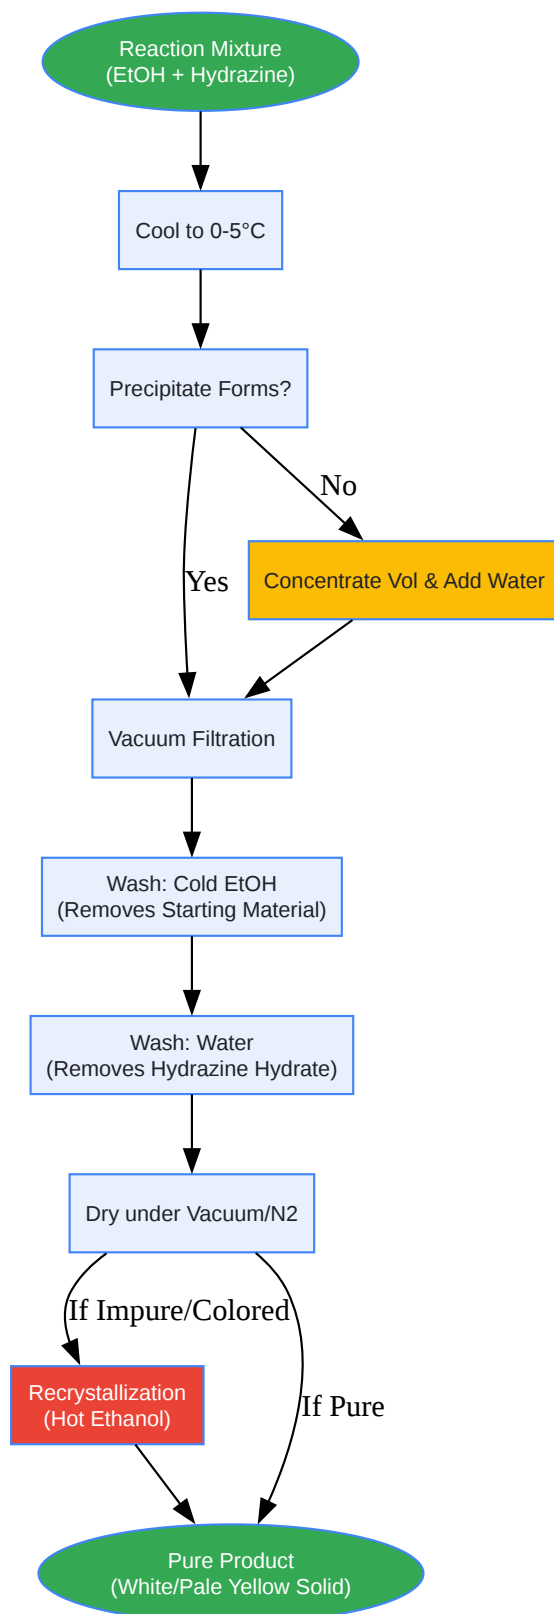 Reaction Mixture
(EtOH + Hydrazine)
Cool to 0-5°C
Precipitate Forms?
No
Concentrate Vol & Add Water
Yes
Vacuum Filtration
Wash: Cold EtOH
(Removes Starting Material)
Wash: Water
(Removes Hydrazine Hydrate)
Dry under Vacuum/N2
If Impure/Colored
Recrystallization
(Hot Ethanol)
If Pure
Pure Product
(White/Pale Yellow Solid)